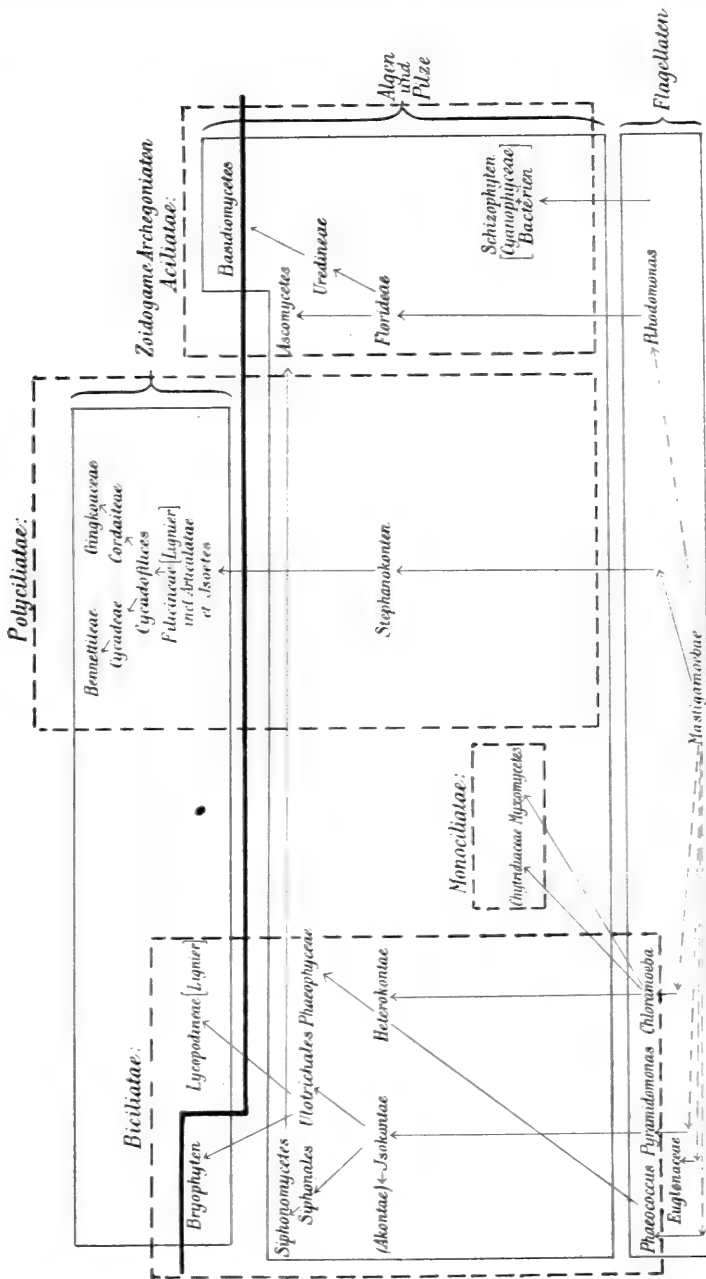 Polyciliatae:
Zoidogame Archegoniaten
Biciliatae:
Aciliatae:
Bennettiteae
Gingkoaceae
Cycadeae
Cordaiteae
Cycadofilices
Filicineae [Lignier]
incl Articulatae
et Isoetes
Bryophyten
Lycopodineae [Lignier]
Basidiomycetes
Algen
und
Pilze
Siphonomycetes
Siphonales
Ulotrichales
Phaeophyceae
Ascomycetes
Uredineae
(Akontae)
Isokontae
Heterokontae
Stephanokonten
Florideae
Monociliatae:
Chytridiaceae
Myxomycetes
Schizophyten
Cyanophyceae
+
Bacterien
Phaeococcus
Pyramidomonas
Chloramoeba
Rhodomonas
Flagellaten
Euglenaceae
Mastigamoebae